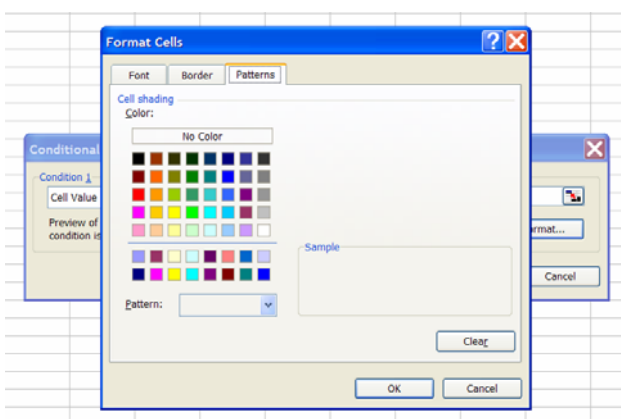 Format Cells
Font Border Patterns
Cell shading
Color:
No Color
Sample
Pattern:
Clear
OK Cancel
Conditional
Condition 1
Cell Value
Preview of
condition is
rmat...
Cancel